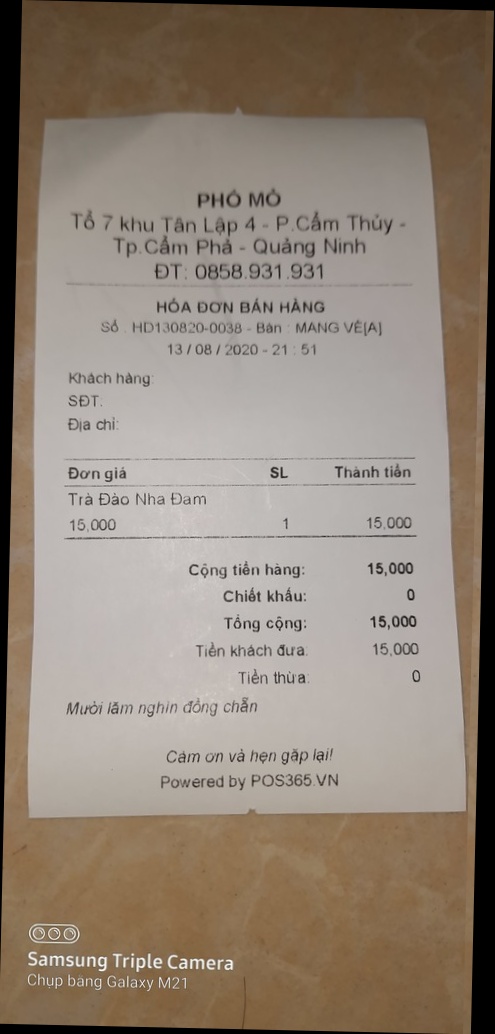 PHỐ MỎ
Tổ 7 khu Tân Lập 4 - P.Cẩm Thủy -
Tp.Cẩm Phả - Quảng Ninh
ĐT: 0858.931.931
HÓA ĐƠN BÁN HÀNG
Số : HD130820-0038 - Bàn : MANG VỀ[A]
13 / 08 / 2020 - 21 : 51
Khách hàng:
SĐT:
Địa chỉ:
Đơn giá SL Thành tiền
Trà Đào Nha Đam
15,000 1 15,000
Cộng tiền hàng: 15,000
Chiết khấu: 0
Tổng cộng: 15,000
Tiền khách đưa: 15,000
Tiền thừa: 0
Mười lăm nghìn đồng chẵn
Cảm ơn và hẹn gặp lại!
Powered by POS365.VN
Samsung Triple Camera
Chụp bằng Galaxy M21